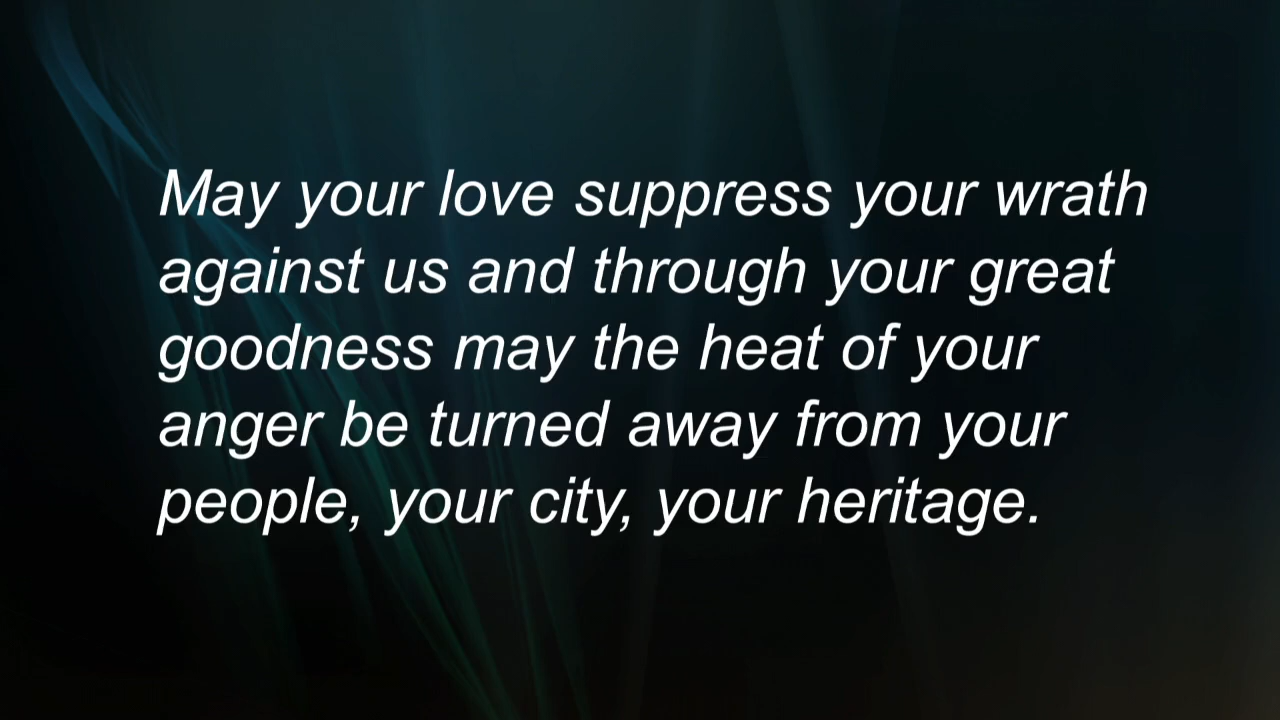 May your love suppress your wrath
against us and through your great
goodness may the heat of your
anger be turned away from your
people, your city, your heritage.